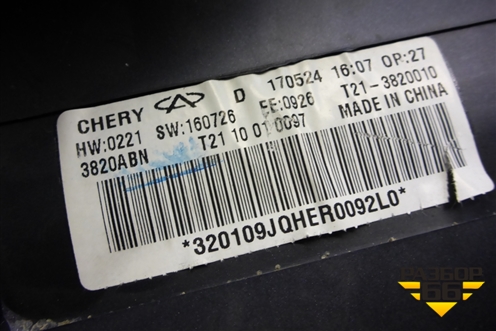 CHERY D 170524 16:07 OP:27
HW:0221 SW:160726 EE:0926 T21-3820010
3820ABN T21 10 01 0097 MADE IN CHINA
*320109JQHER0092L0*
РАЗБОР
66